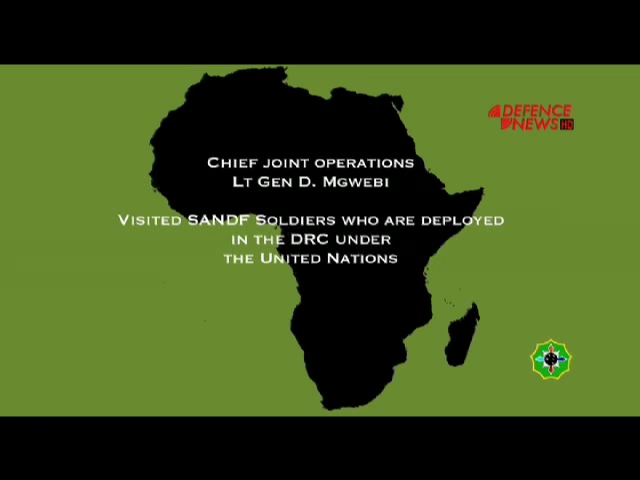 DEFENCE
NEWS HD
Chief joint operations
Lt Gen D. Mgwebi
Visited SANDF Soldiers who are deployed
in the DRC under
the United Nations